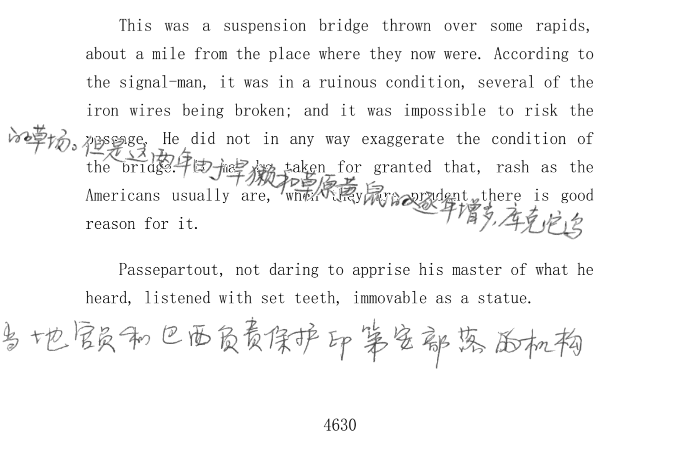 This was a suspension bridge thrown over some rapids,
about a mile from the place where they now were. According to
the signal-man, it was in a ruinous condition, several of the
iron wires being broken; and it was impossible to risk the
passage. He did not in any way exaggerate the condition of
的草场。但是这两年由于旱獭和草原黄鼠的逐年增多,库克陀乌
the bridge. It may be taken for granted that, rash as the
Americans usually are, when they are prudent there is good
reason for it.
Passepartout, not daring to apprise his master of what he
heard, listened with set teeth, immovable as a statue.
当地官员和巴西负责保护印第安部落的机构
4630